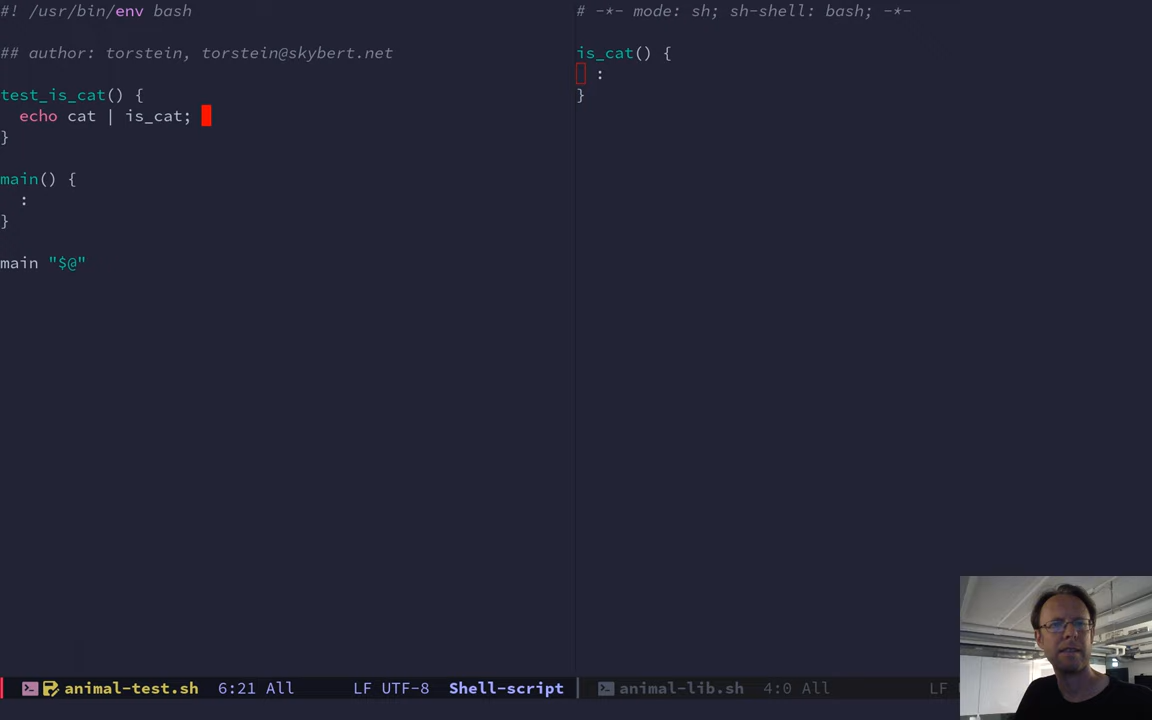 #! /usr/bin/env bash
## author: torstein, torstein@skybert.net
test_is_cat() {
  echo cat | is_cat;
}
main() {
  :
}
main "$@"
animal-test.sh 6:21 All LF UTF-8 Shell-script
# -*- mode: sh; sh-shell: bash; -*-
is_cat() {
  :
}
animal-lib.sh 4:0 All LF